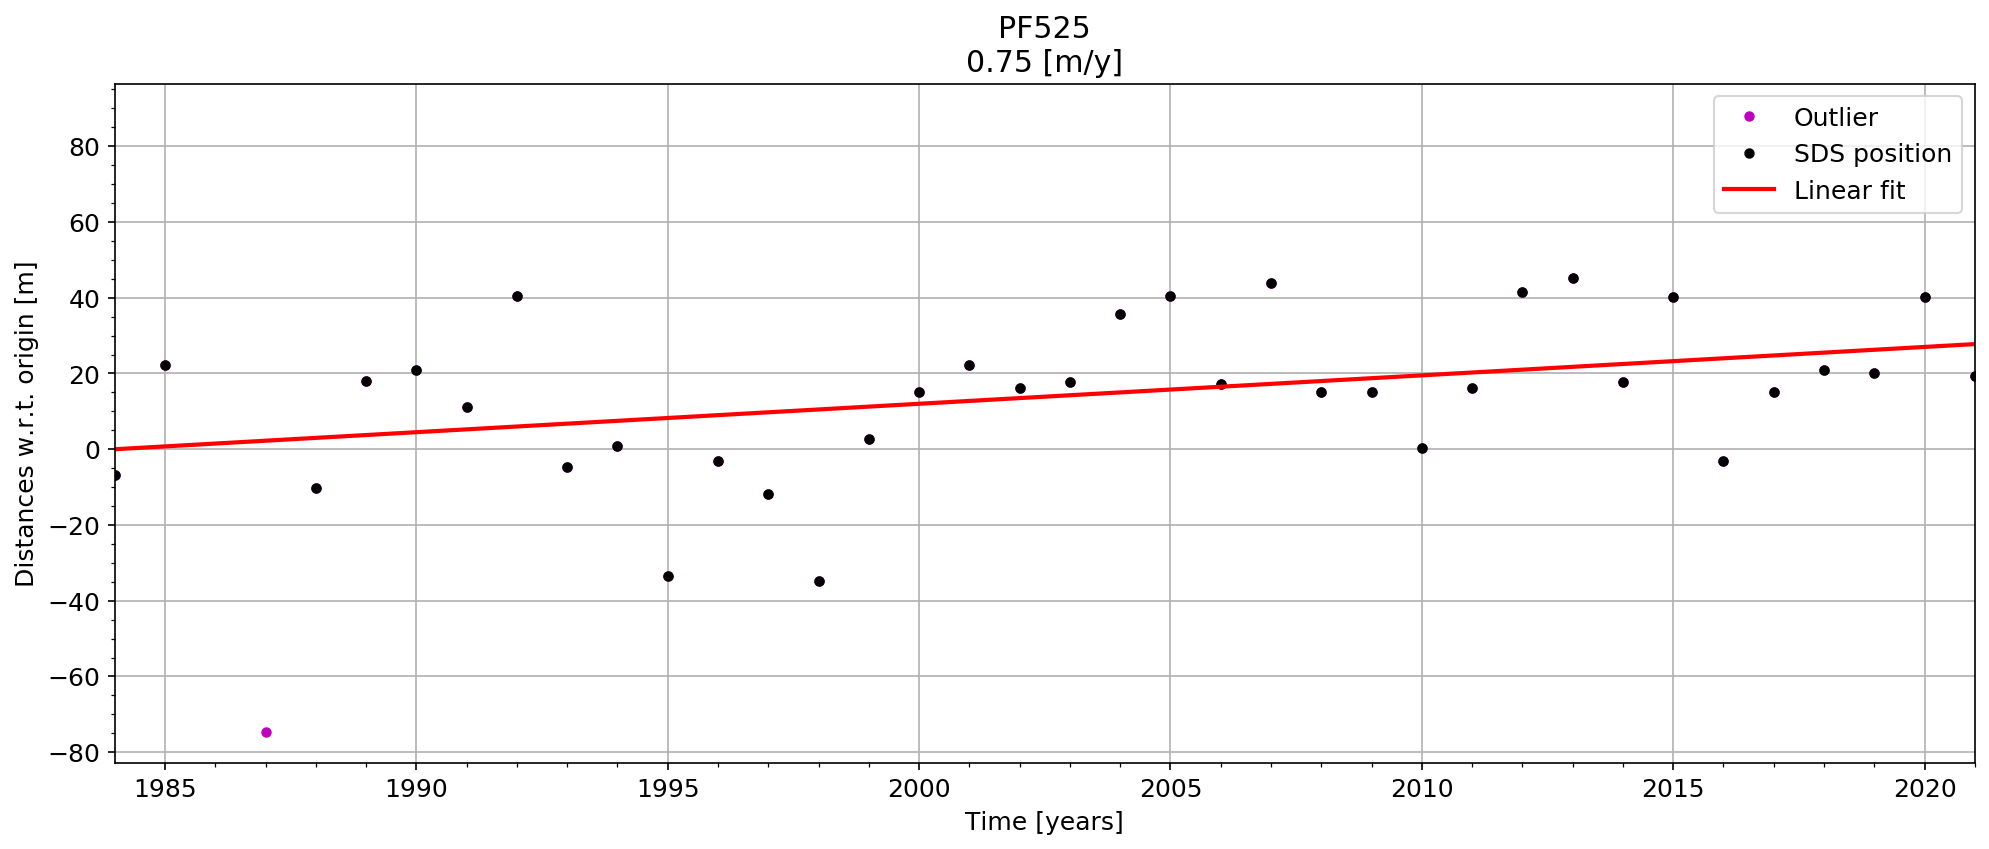 PF525
0.75 [m/y]
Outlier
SDS position
Linear fit
Distances w.r.t. origin [m]
80
60
40
20
0
−20
−40
−60
−80
1985 1990 1995 2000 2005 2010 2015 2020
Time [years]